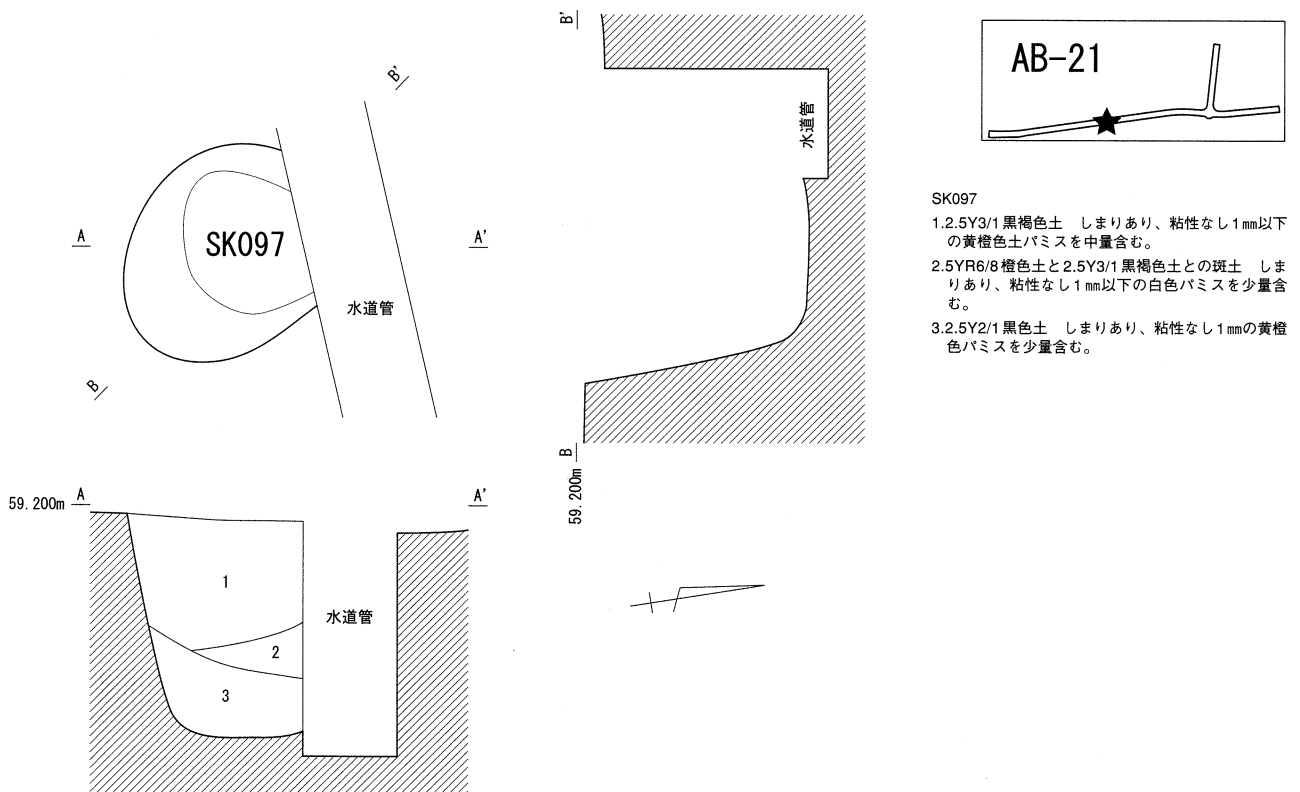 B'
A
SK097
A'
水道管
B
59.200m
A
A'
1
2
3
水道管
B'
水道管
B
59.200m
AB-21
SK097
1.2.5Y3/1黒褐色土　しまりあり、粘性なし1㎜以下
の黄橙色土パミスを中量含む。
2.5YR6/8橙色土と2.5Y3/1黒褐色土との斑土　しま
りあり、粘性なし1㎜以下の白色パミスを少量含
む。
3.2.5Y2/1黒色土　しまりあり、粘性なし1㎜の黄橙
色パミスを少量含む。